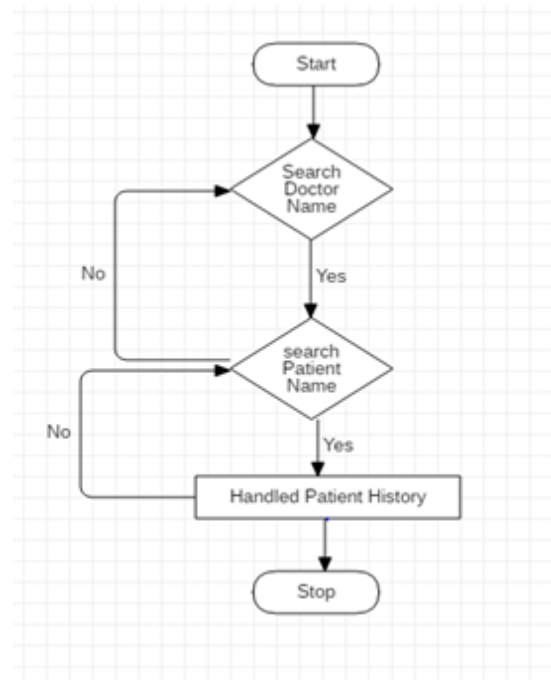 Start
Search
Doctor
Name
No
Yes
search
Patient
Name
No
Yes
Handled Patient History
Stop